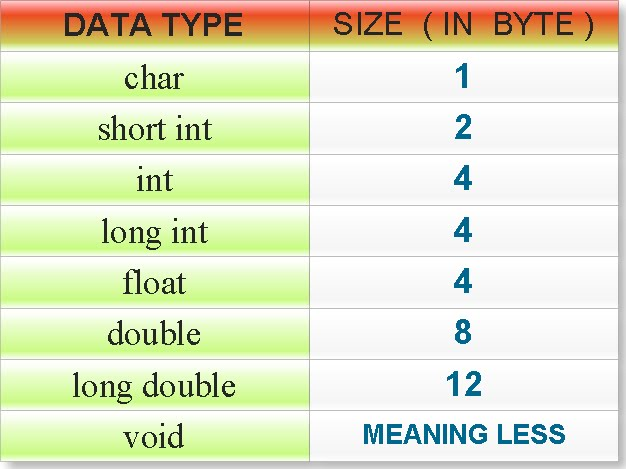 DATA TYPE SIZE ( IN BYTE )
char 1
short int 2
int 4
long int 4
float 4
double 8
long double 12
void MEANING LESS